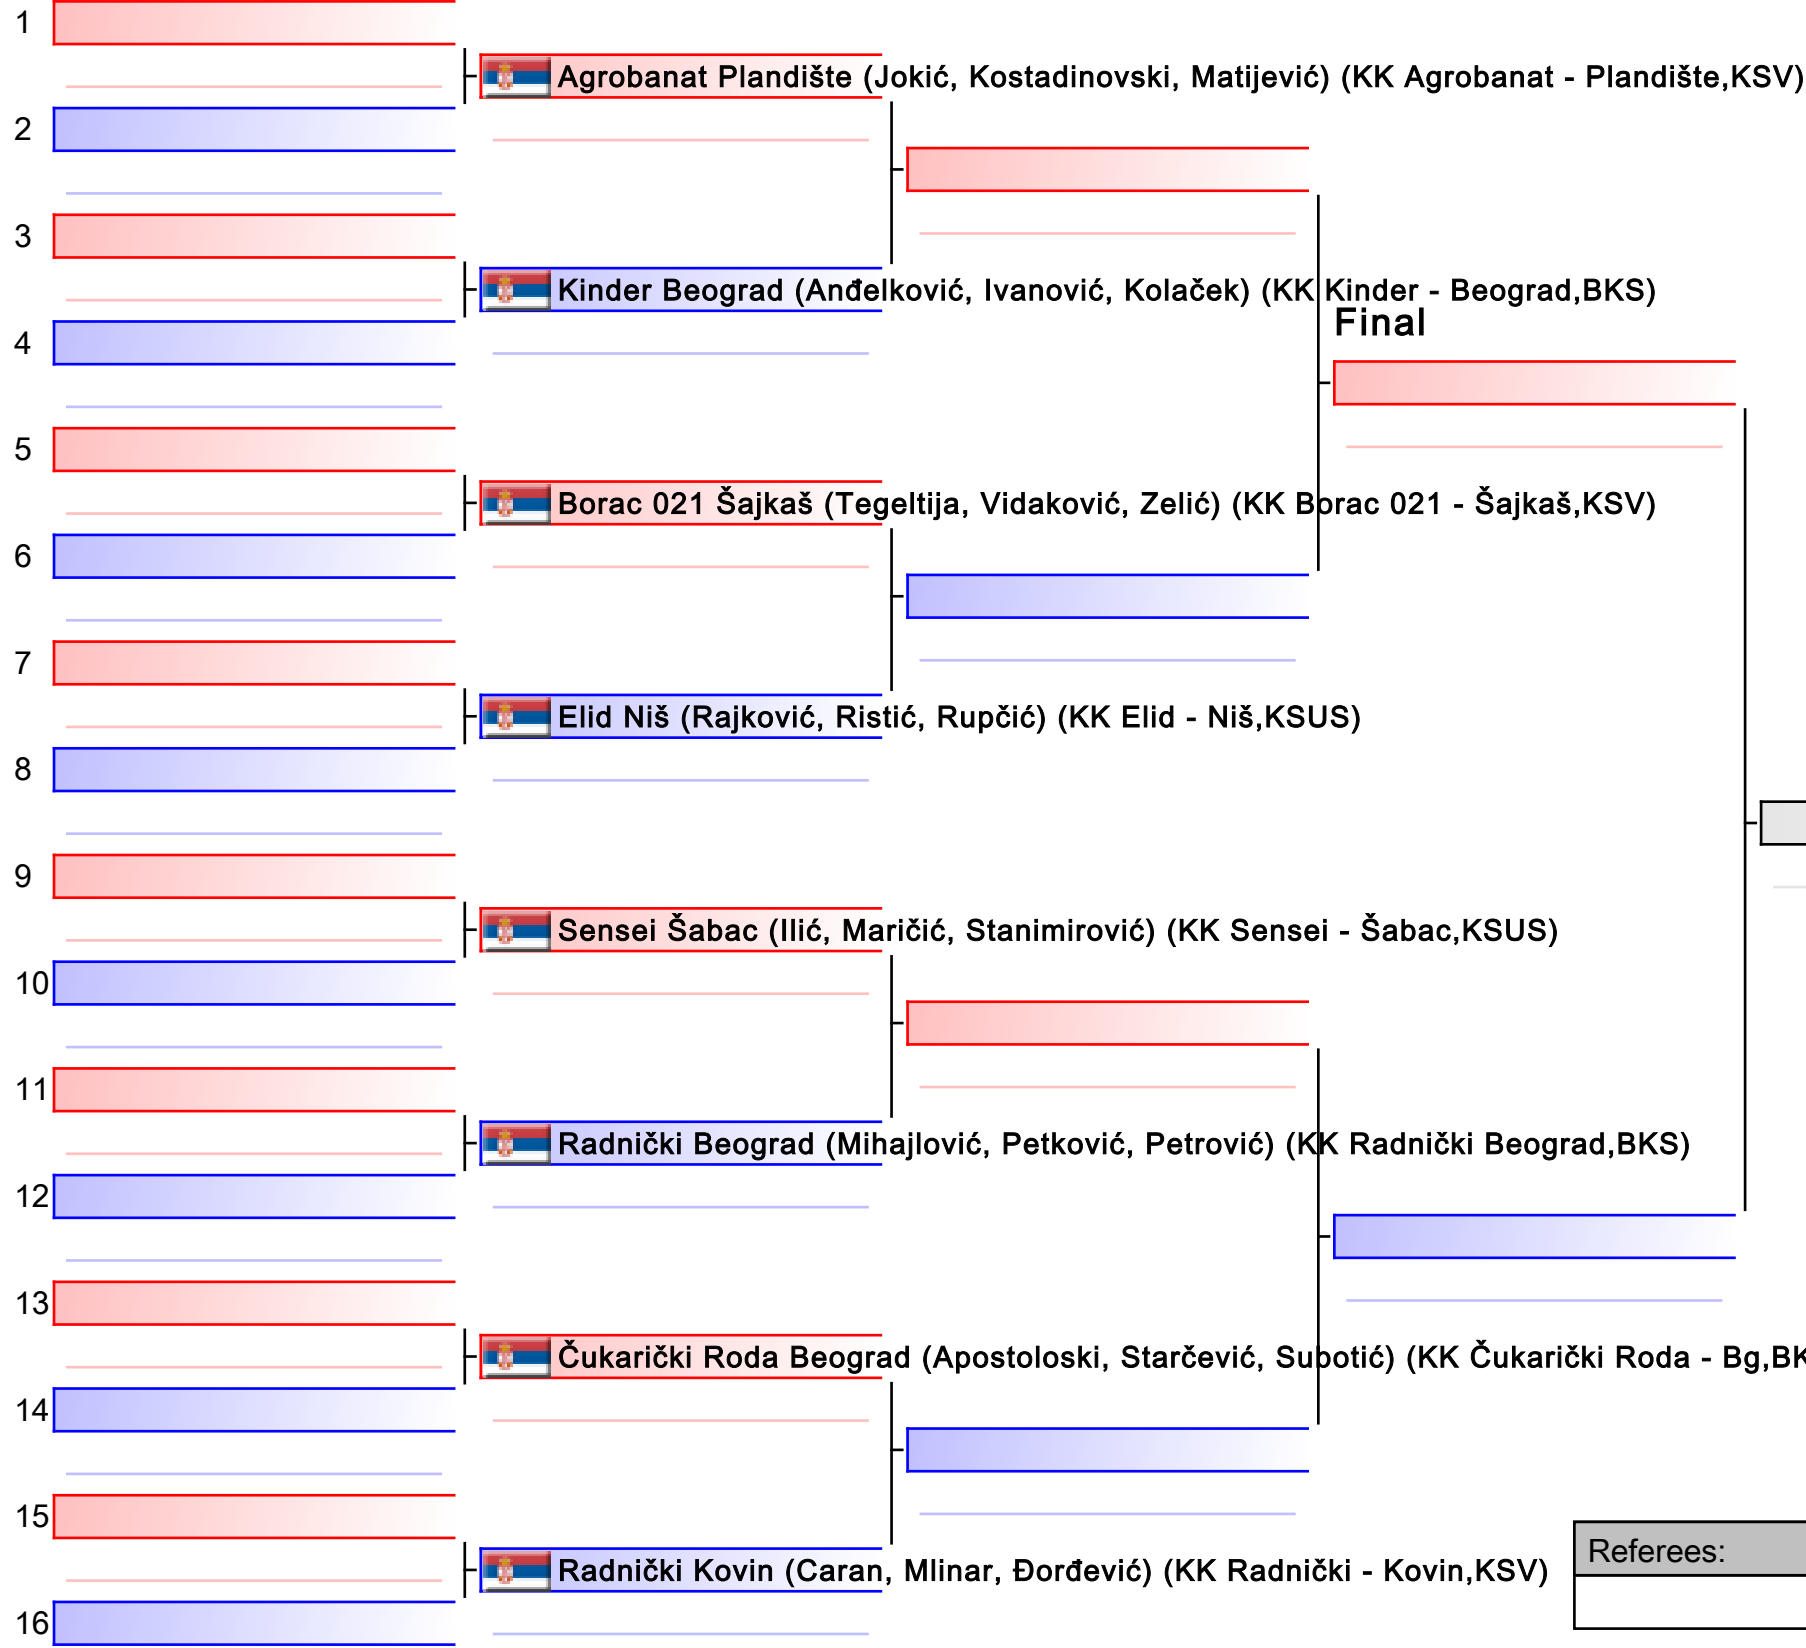 1
Agrobanat Plandište (Jokić, Kostadinovski, Matijević) (KK Agrobanat - Plandište,KSV)
2
3
Kinder Beograd (Anđelković, Ivanović, Kolaček) (KK Kinder - Beograd,BKS)
Final
4
5
Borac 021 Šajkaš (Tegeltija, Vidaković, Zelić) (KK Borac 021 - Šajkaš,KSV)
6
7
Elid Niš (Rajković, Ristić, Rupčić) (KK Elid - Niš,KSUS)
8
9
Sensei Šabac (Ilić, Maričić, Stanimirović) (KK Sensei - Šabac,KSUS)
10
11
Radnički Beograd (Mihajlović, Petković, Petrović) (KK Radnički Beograd,BKS)
12
13
Čukarički Roda Beograd (Apostoloski, Starčević, Subotić) (KK Čukarički Roda - Bg,BK
14
15
Referees:
Radnički Kovin (Caran, Mlinar, Đorđević) (KK Radnički - Kovin,KSV)
16